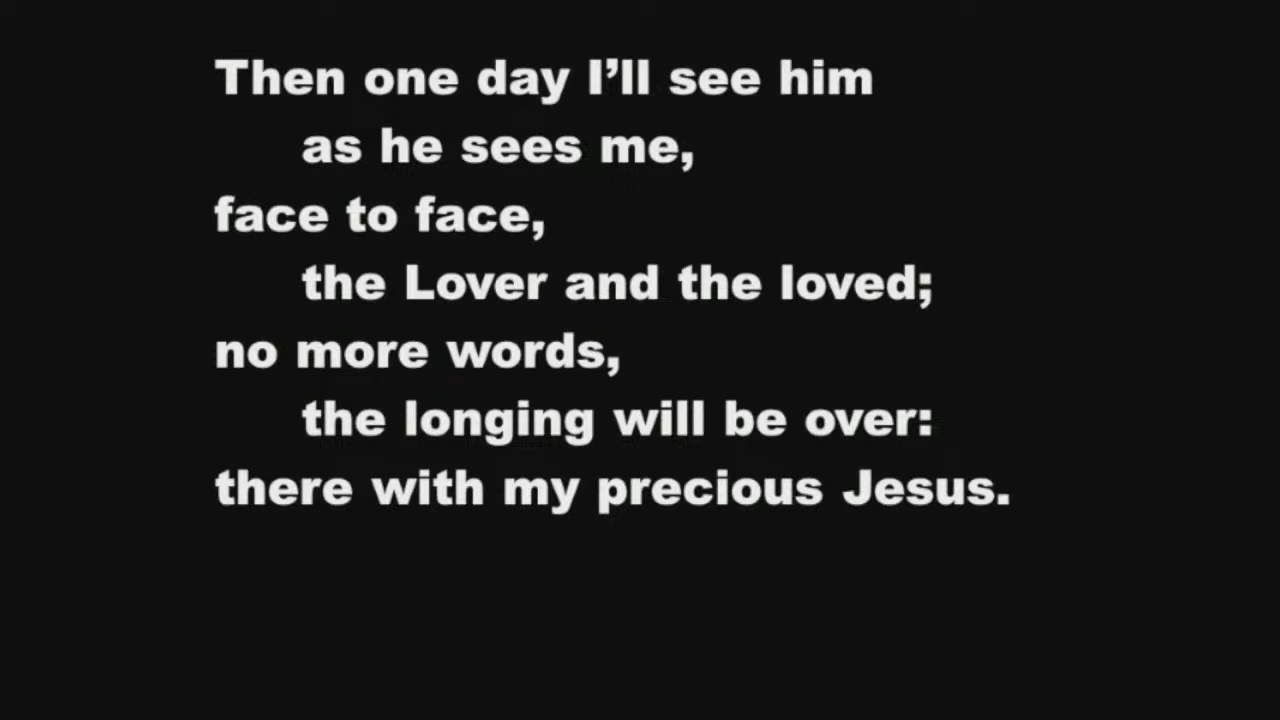 Then one day I’ll see him
as he sees me,
face to face,
the Lover and the loved;
no more words,
the longing will be over:
there with my precious Jesus.